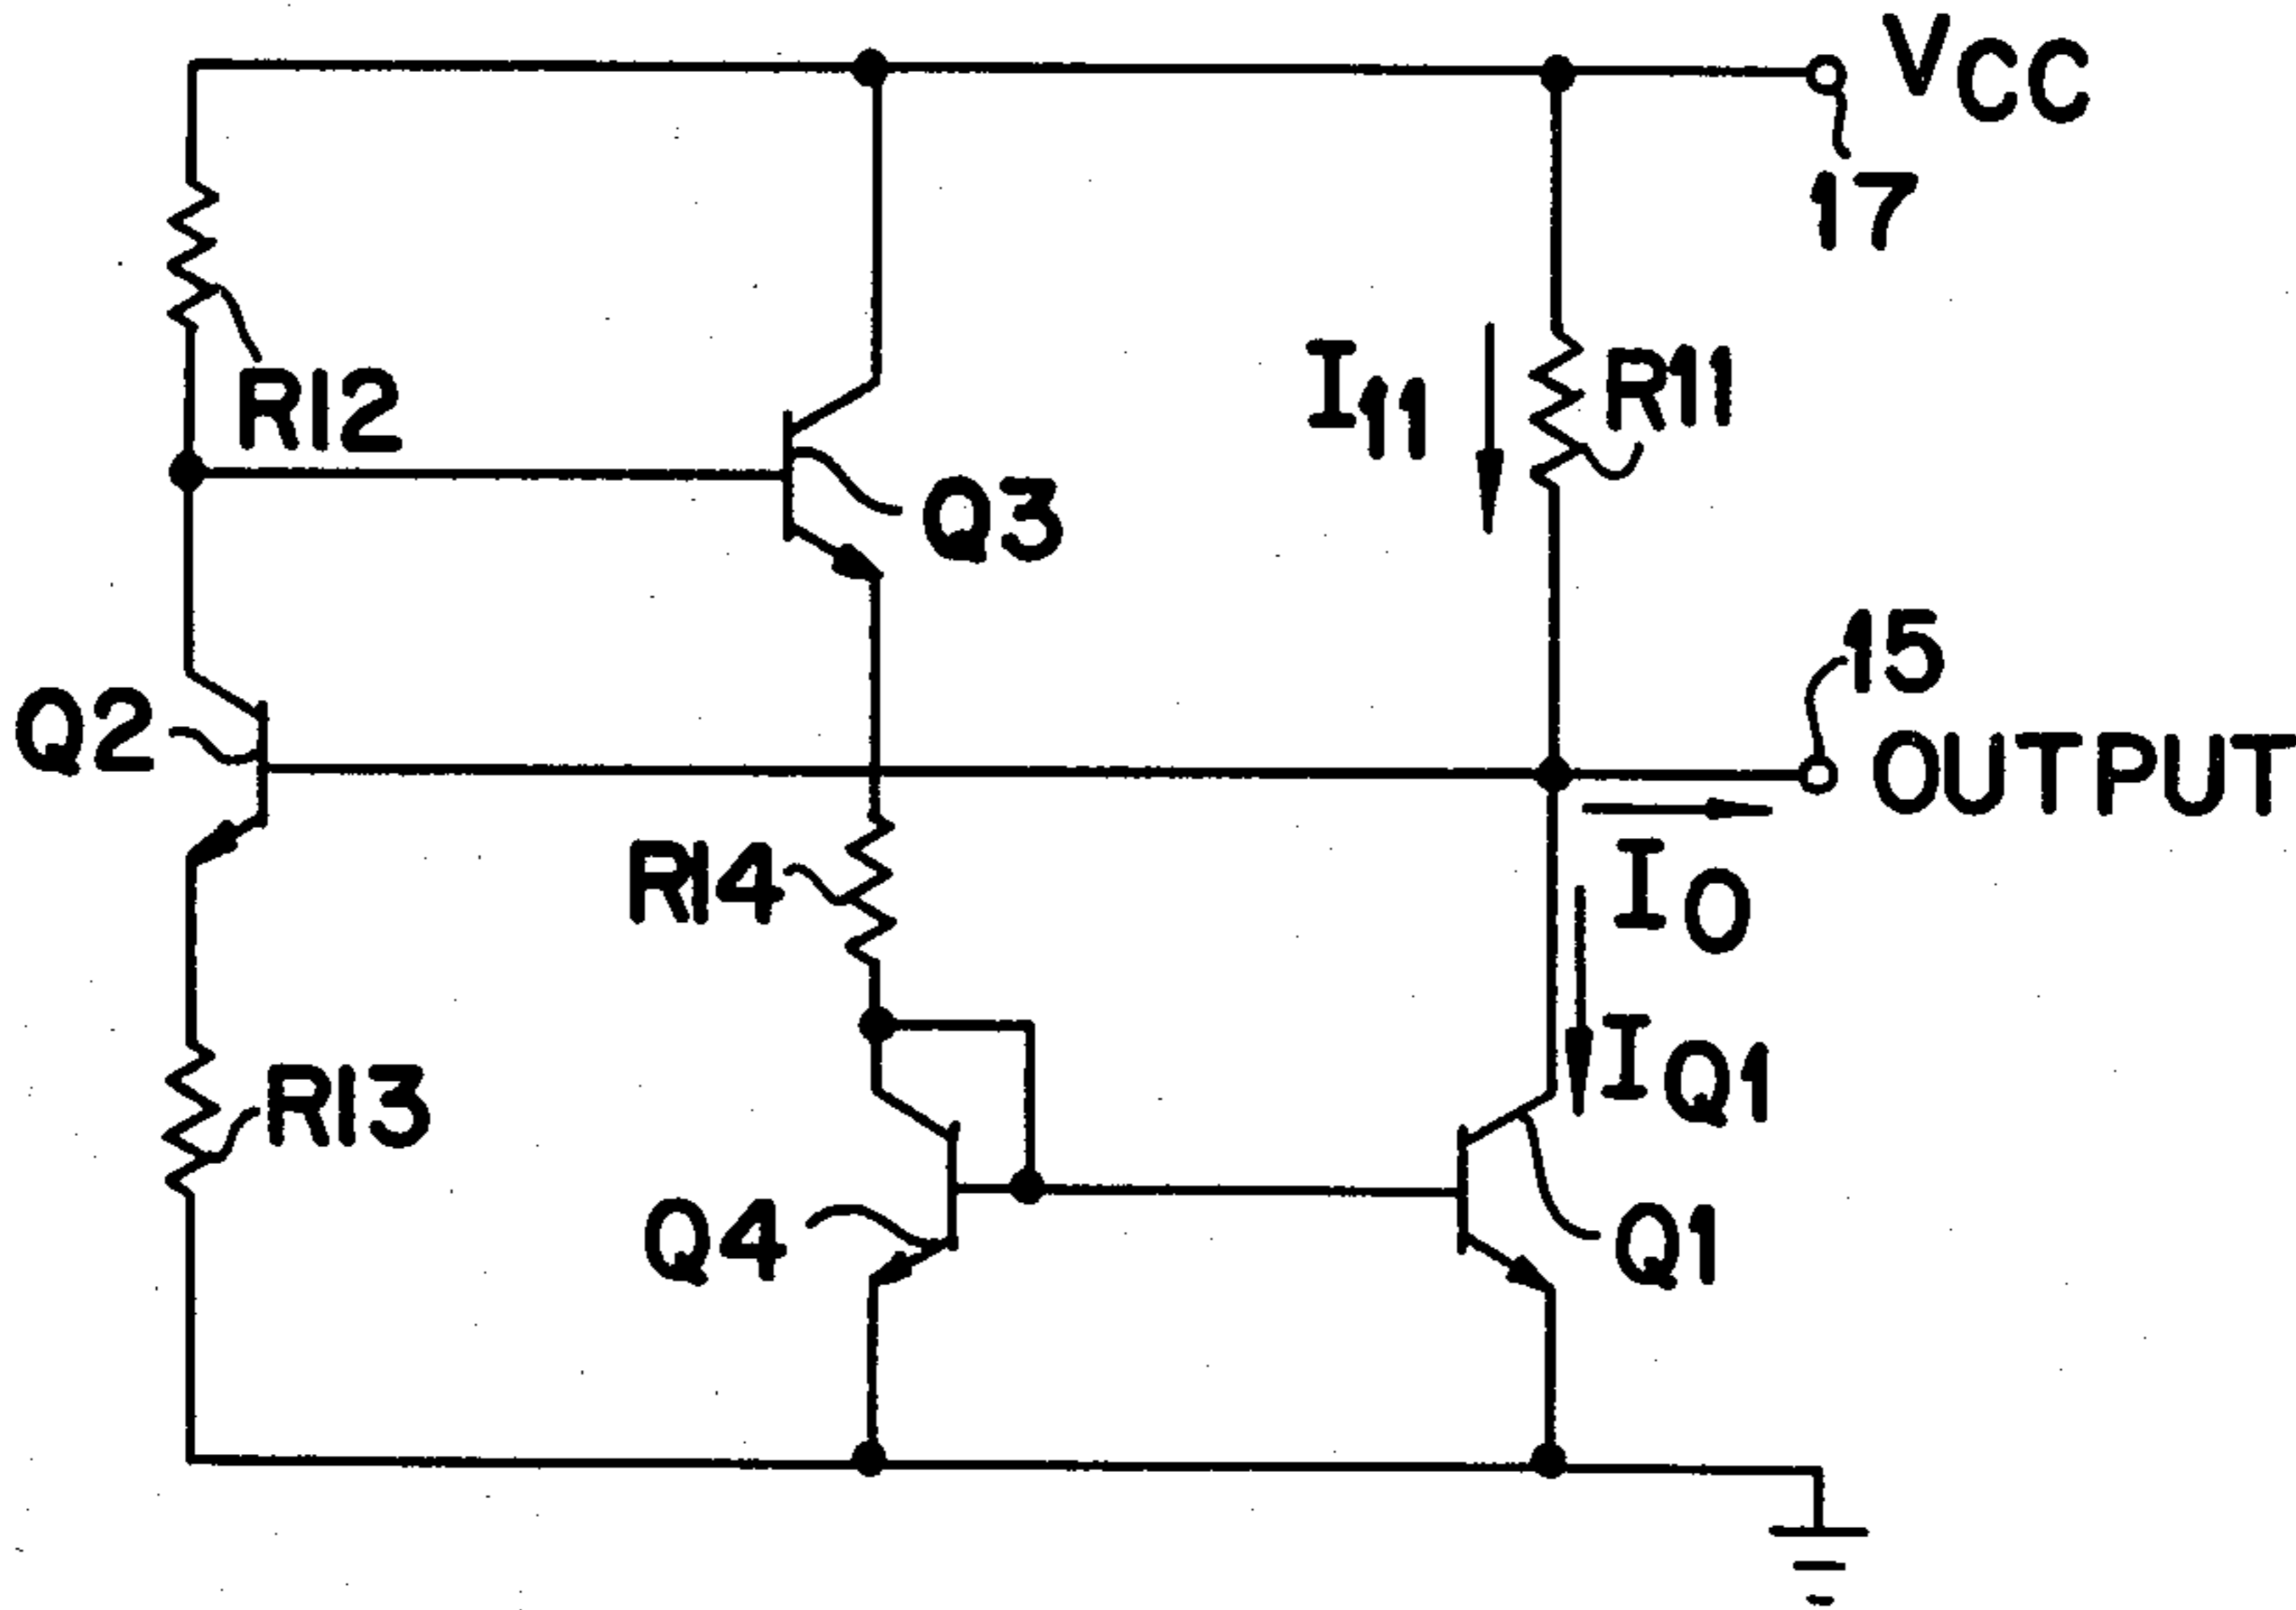 VCC
17
R12
I11
R11
Q3
15
Q2
OUTPUT
R14
IO
IQ1
R13
Q4
Q1